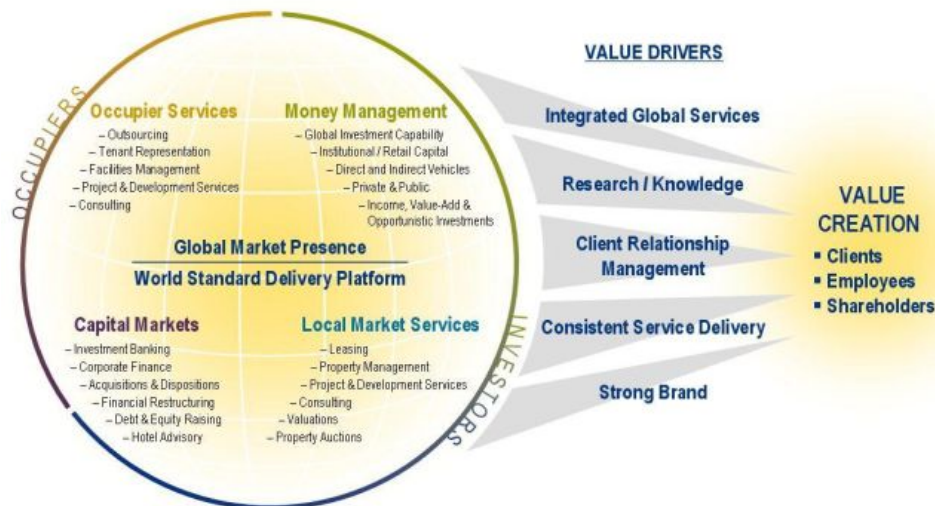 OCCUPIERS
Occupier Services
– Outsourcing
– Tenant Representation
– Facilities Management
– Project & Development Services
– Consulting
Money Management
– Global Investment Capability
– Institutional / Retail Capital
– Direct and Indirect Vehicles
– Private & Public
– Income, Value-Add &
Opportunistic Investments
Global Market Presence
World Standard Delivery Platform
Capital Markets
– Investment Banking
– Corporate Finance
– Acquisitions & Dispositions
– Financial Restructuring
– Debt & Equity Raising
– Hotel Advisory
Local Market Services
– Leasing
– Property Management
– Project & Development Services
– Consulting
– Valuations
– Property Auctions
INVESTORS
VALUE DRIVERS
Integrated Global Services
Research / Knowledge
Client Relationship
Management
Consistent Service Delivery
Strong Brand
VALUE
CREATION
▪ Clients
▪ Employees
▪ Shareholders